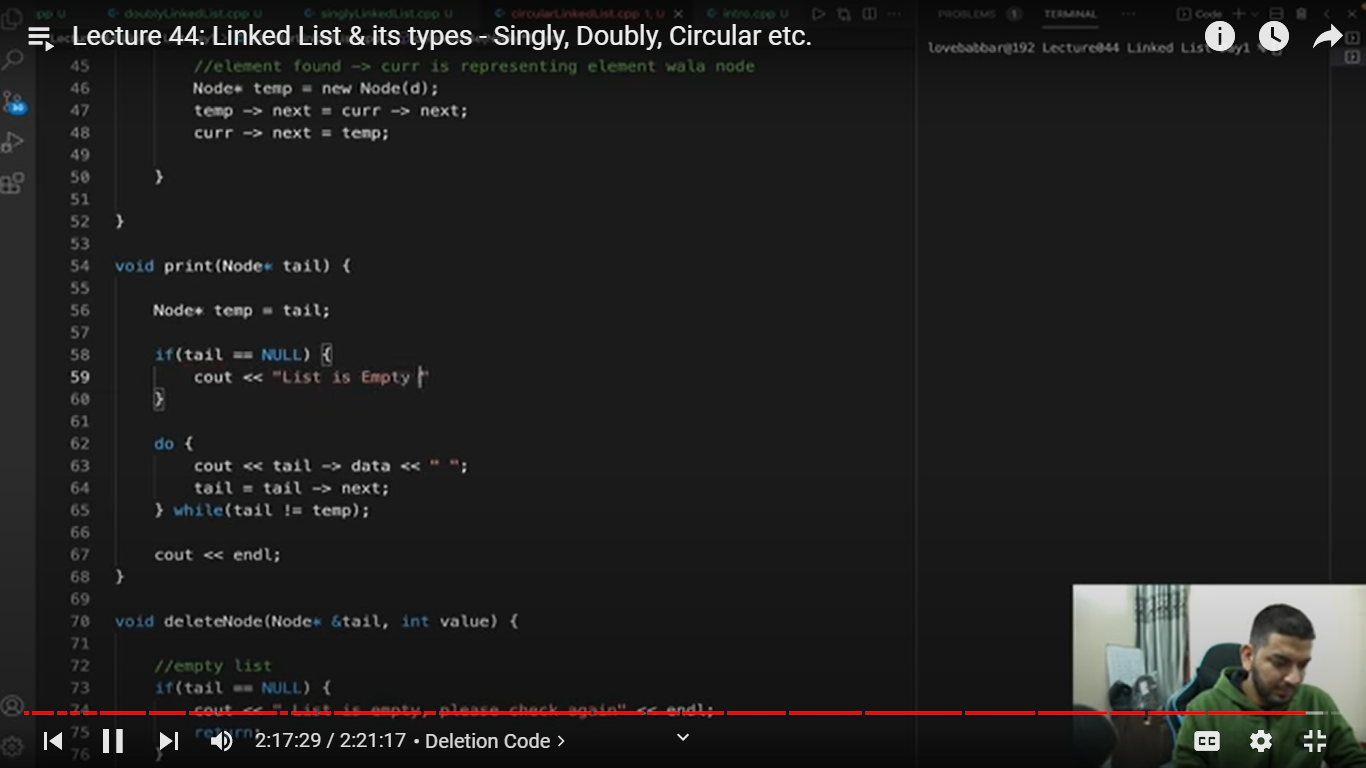 doublyLinkedList.cpp U singlyLinkedList.cpp U circularLinkedList.cpp 1, U intro.cpp U PROBLEMS 1 TERMINAL ... Code
Lecture 44: Linked List & its types - Singly, Doubly, Circular etc.
lovebabbar@192 Lecture044 Linked List
45 //element found -> curr is representing element wala node
46 Node* temp = new Node(d);
47 temp -> next = curr -> next;
48 curr -> next = temp;
49
50 }
51
52 }
53
54 void print(Node* tail) {
55
56 Node* temp = tail;
57
58 if(tail == NULL) {
59 cout << "List is Empty "
60 }
61
62 do {
63 cout << tail -> data << " ";
64 tail = tail -> next;
65 } while(tail != temp);
66
67 cout << endl;
68 }
69
70 void deleteNode(Node* &tail, int value) {
71
72 //empty list
73 if(tail == NULL) {
74 cout << " List is empty, please check again" << endl;
75 return;
76 }
2:17:29 / 2:21:17 • Deletion Code >
CC